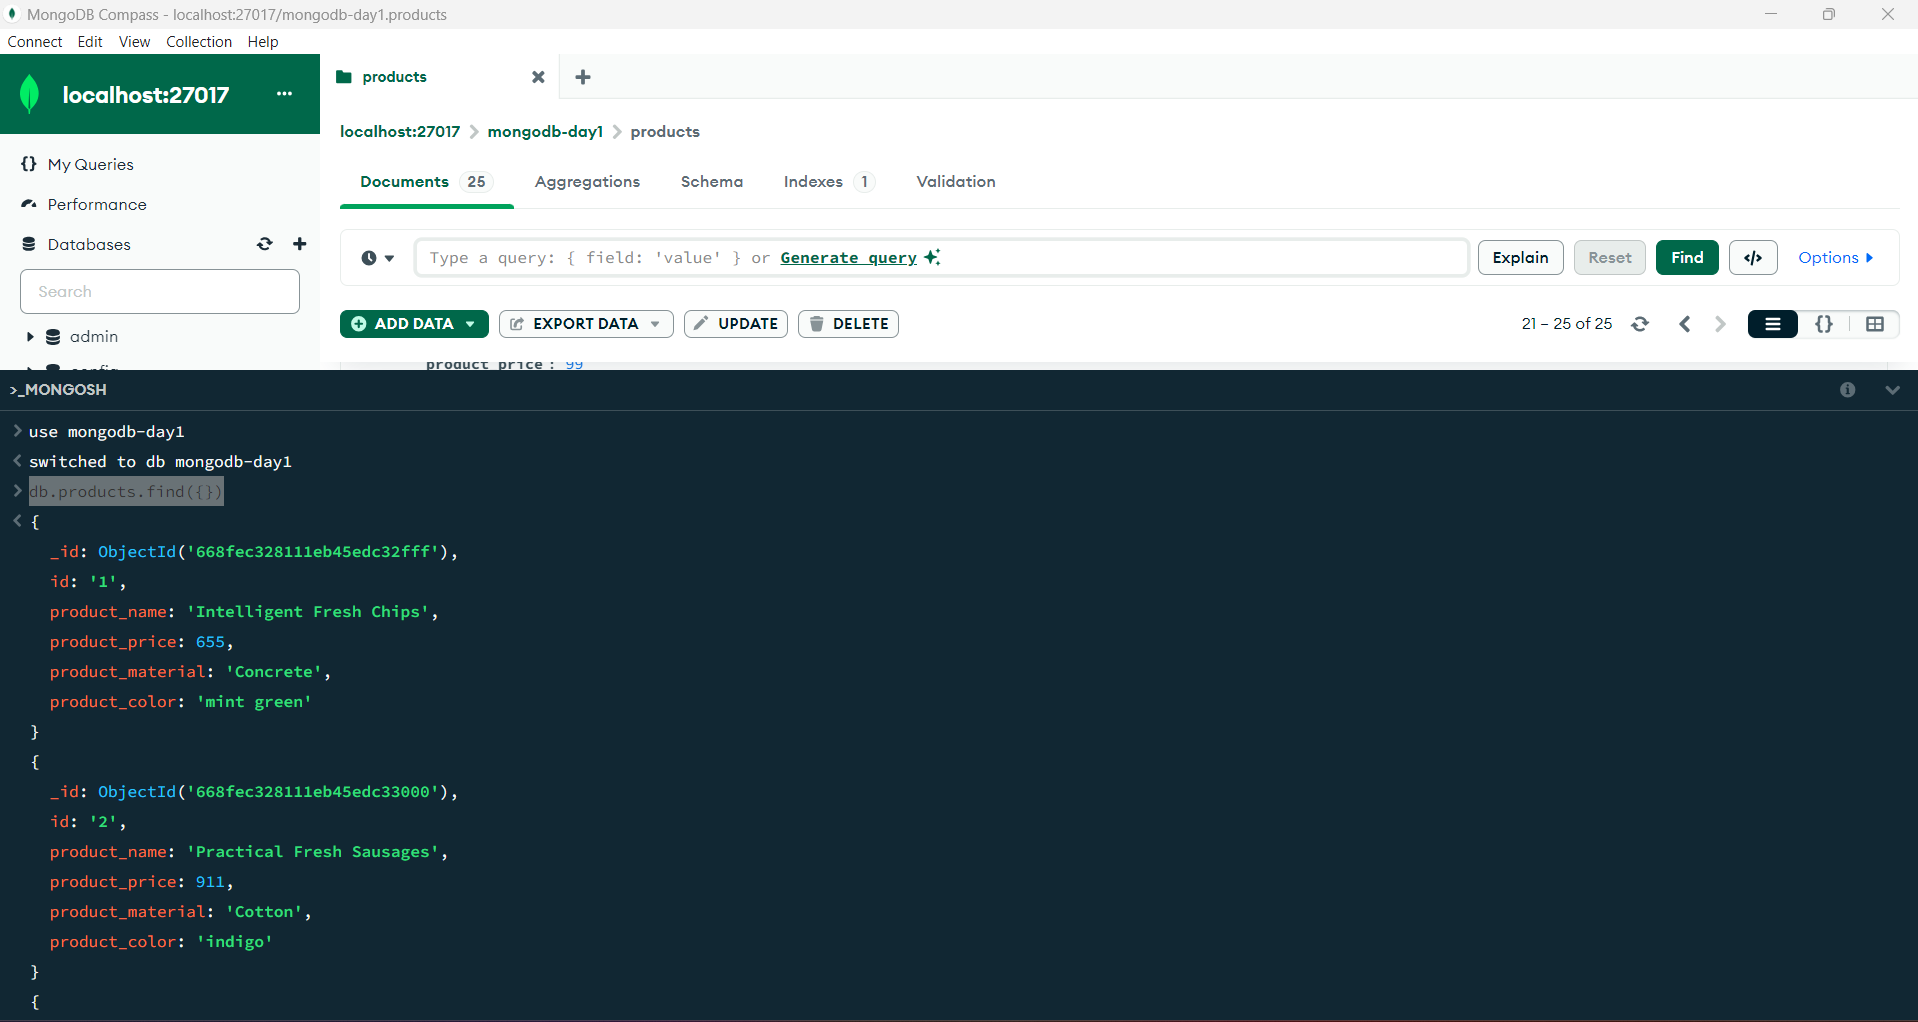 MongoDB Compass - localhost:27017/mongodb-day1.products
Connect Edit View Collection Help
localhost:27017 ...
products
localhost:27017 > mongodb-day1 > products
{} My Queries
Performance
Databases
Search
admin
Documents 25 Aggregations Schema Indexes 1 Validation
Type a query: { field: 'value' } or Generate query
Explain Reset Find </> Options
ADD DATA EXPORT DATA UPDATE DELETE
21 – 25 of 25
{}
product_price : 99
>_MONGOSH
> use mongodb-day1
< switched to db mongodb-day1
> db.products.find({})
< {
_id: ObjectId('668fec328111eb45edc32fff'),
id: '1',
product_name: 'Intelligent Fresh Chips',
product_price: 655,
product_material: 'Concrete',
product_color: 'mint green'
}
{
_id: ObjectId('668fec328111eb45edc33000'),
id: '2',
product_name: 'Practical Fresh Sausages',
product_price: 911,
product_material: 'Cotton',
product_color: 'indigo'
}
{